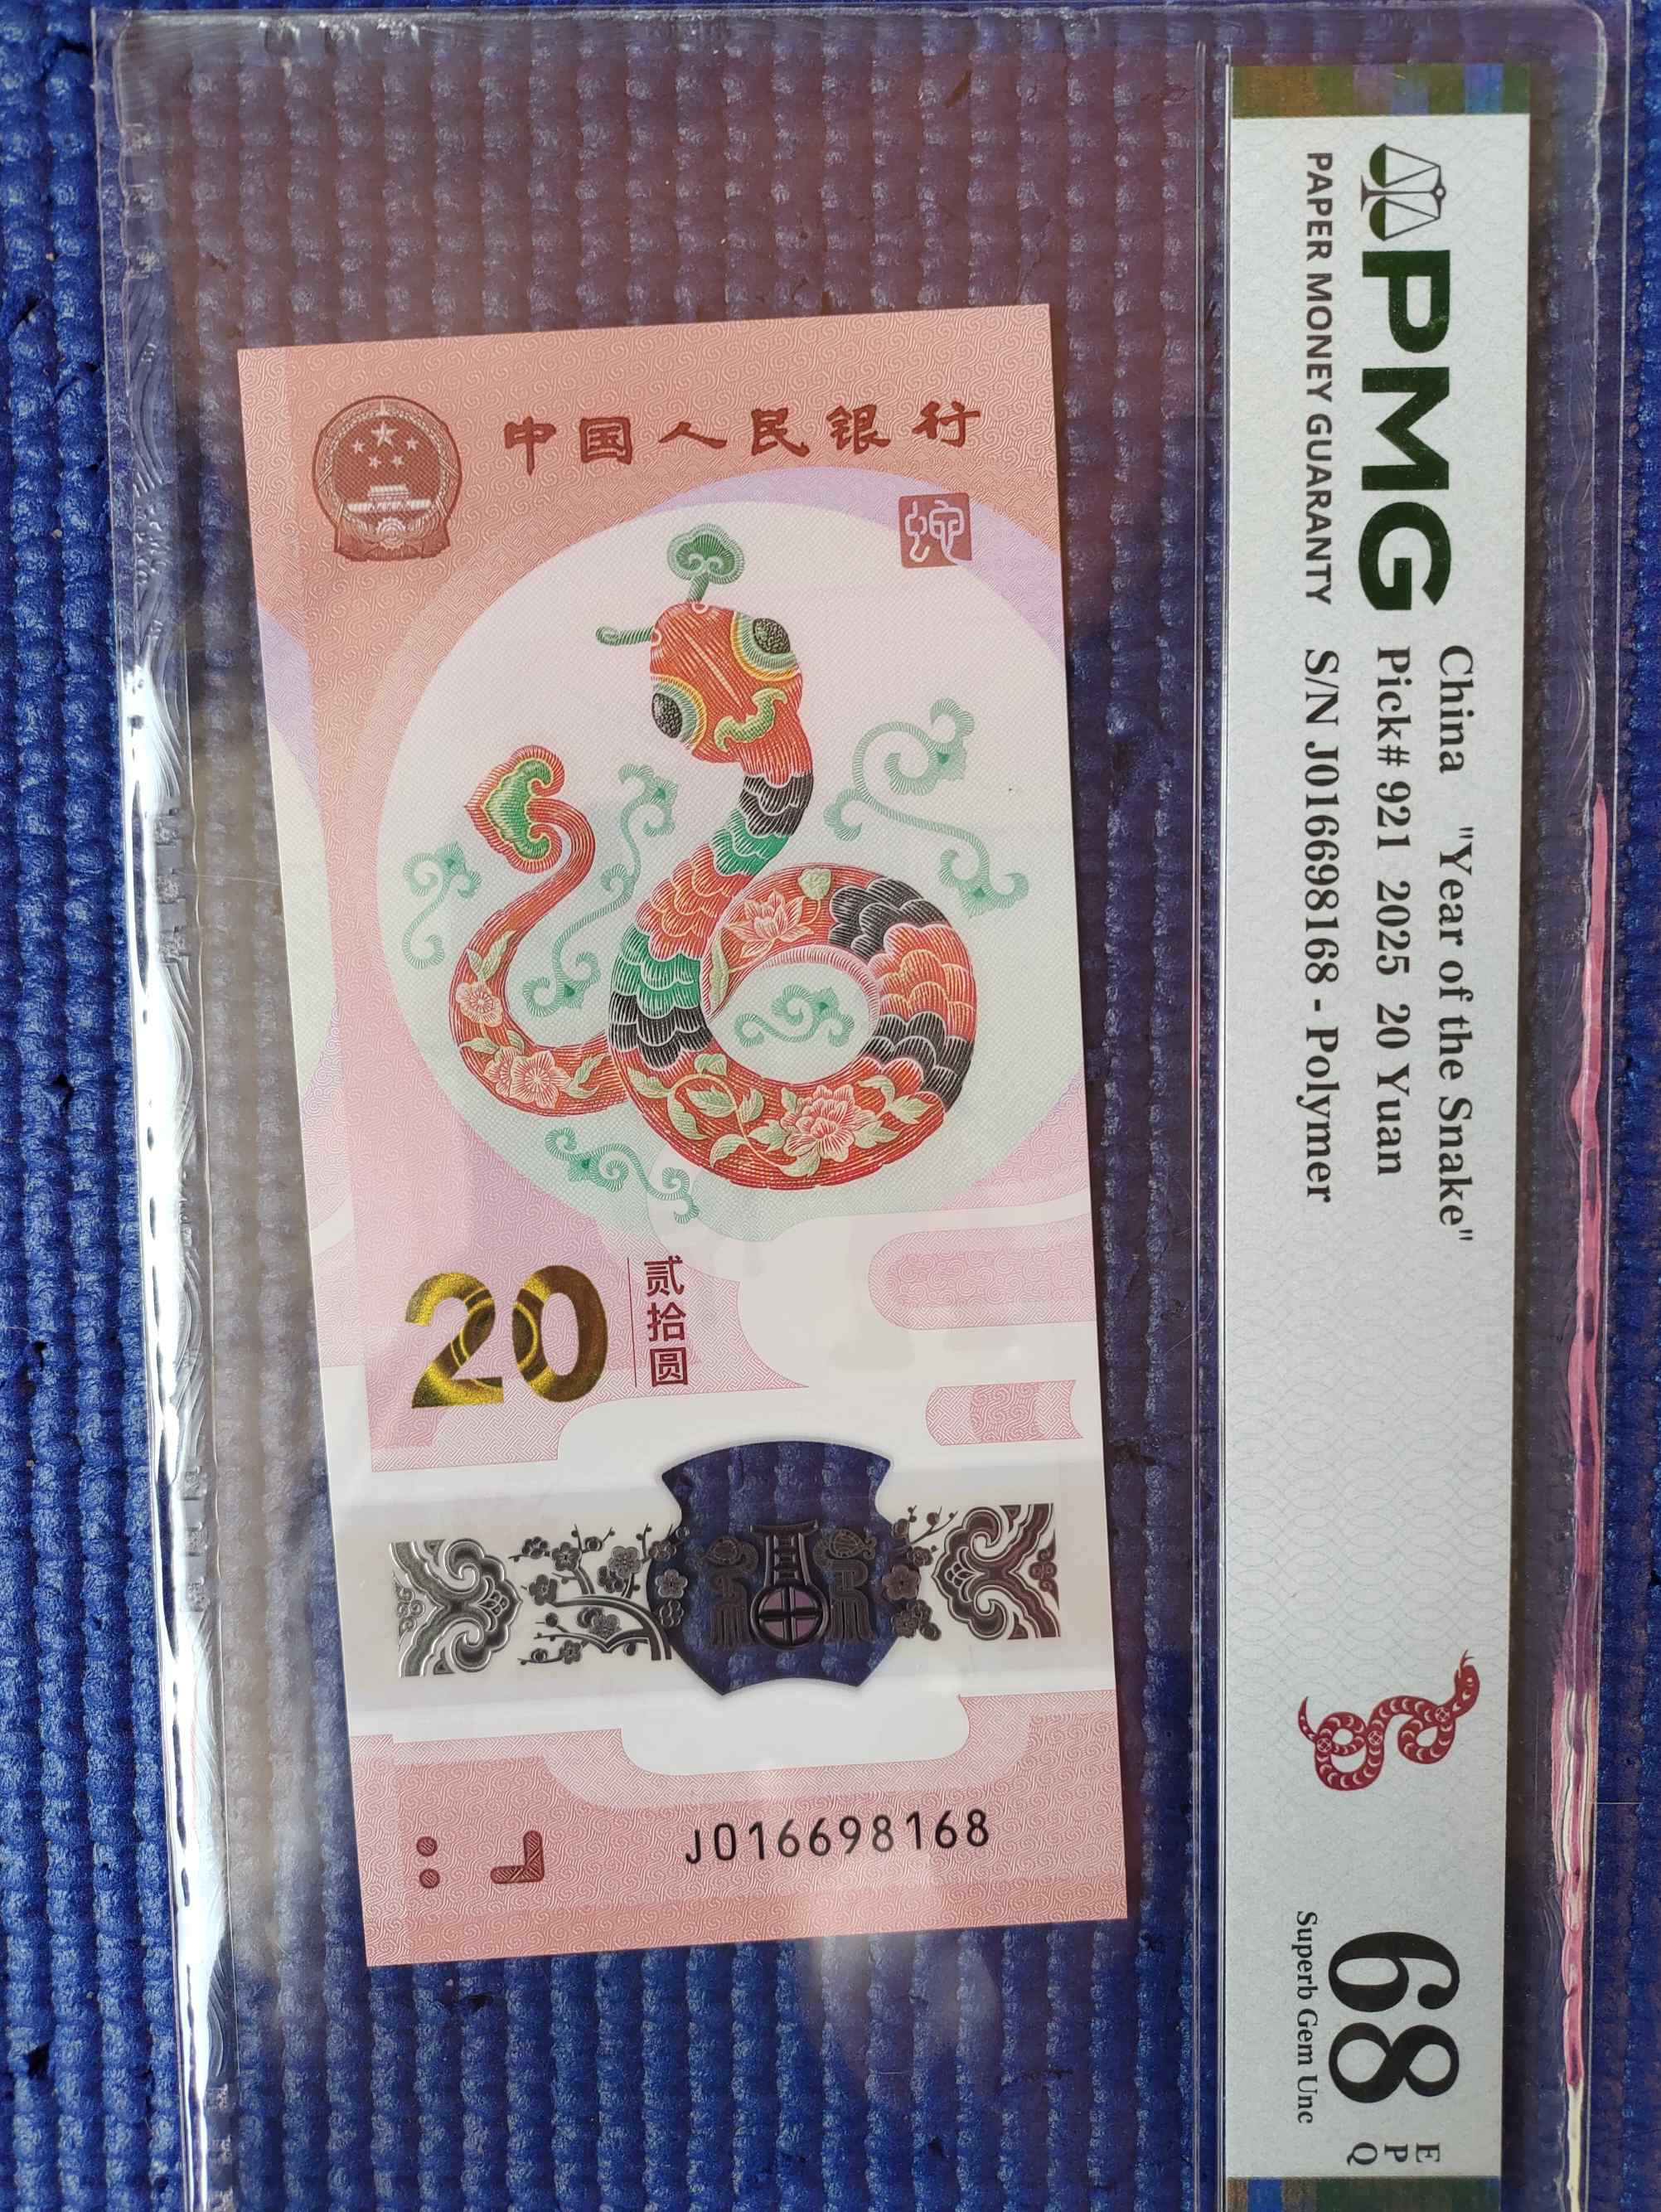 PMG
PAPER MONEY GUARANTY
China "Year of the Snake"
Pick# 921 2025 20 Yuan
S/N J016698168 - Polymer
68
EPQ
Superb Gem Unc
中国人民银行
蛇
20
贰拾圆
J016698168